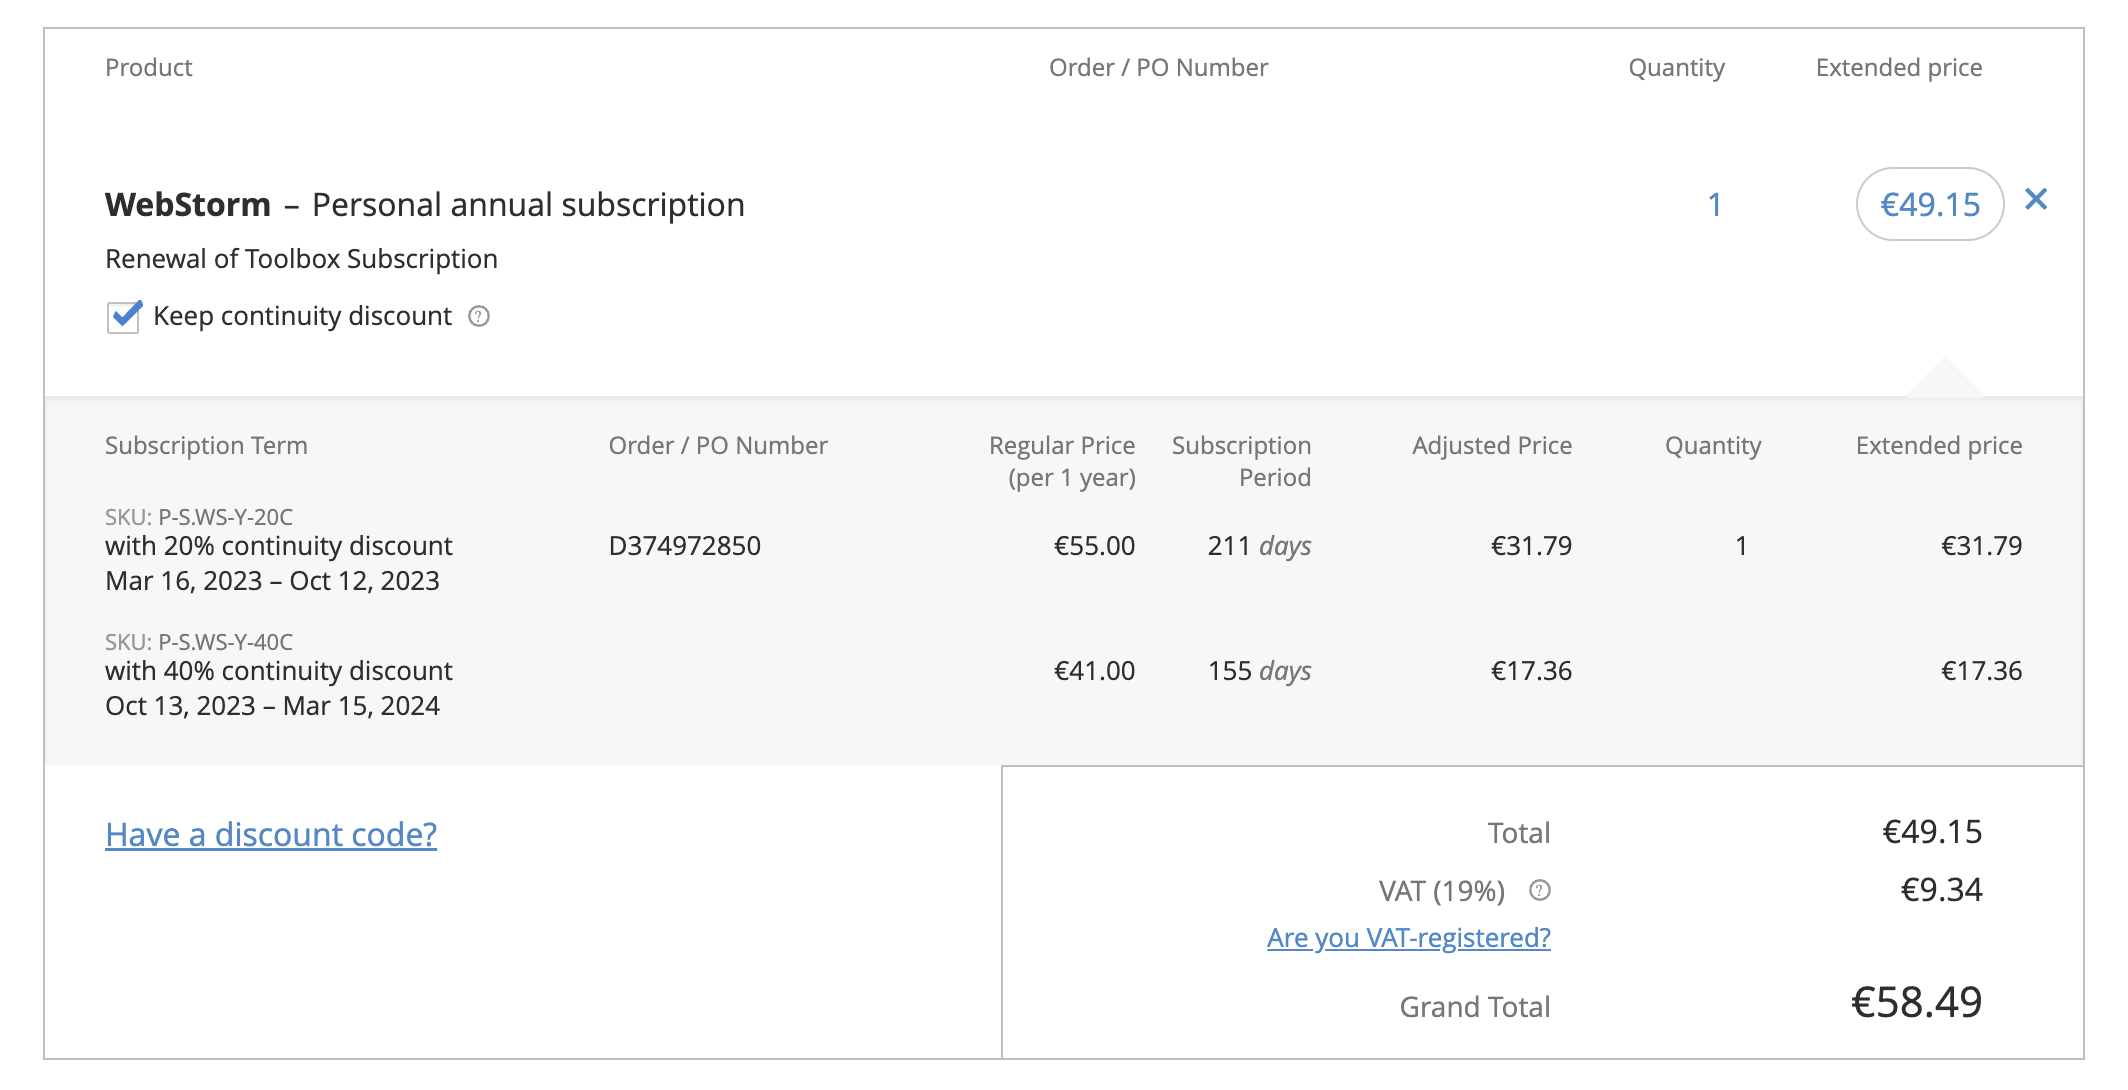 Product Order / PO Number Quantity Extended price
WebStorm – Personal annual subscription 1 €49.15 ×
Renewal of Toolbox Subscription
Keep continuity discount ?
Subscription Term Order / PO Number Regular Price (per 1 year) Subscription Period Adjusted Price Quantity Extended price
SKU: P-S.WS-Y-20C
with 20% continuity discount D374972850 €55.00 211 days €31.79 1 €31.79
Mar 16, 2023 – Oct 12, 2023
SKU: P-S.WS-Y-40C
with 40% continuity discount €41.00 155 days €17.36 €17.36
Oct 13, 2023 – Mar 15, 2024
Have a discount code?
Total €49.15
VAT (19%) ? €9.34
Are you VAT-registered?
Grand Total €58.49